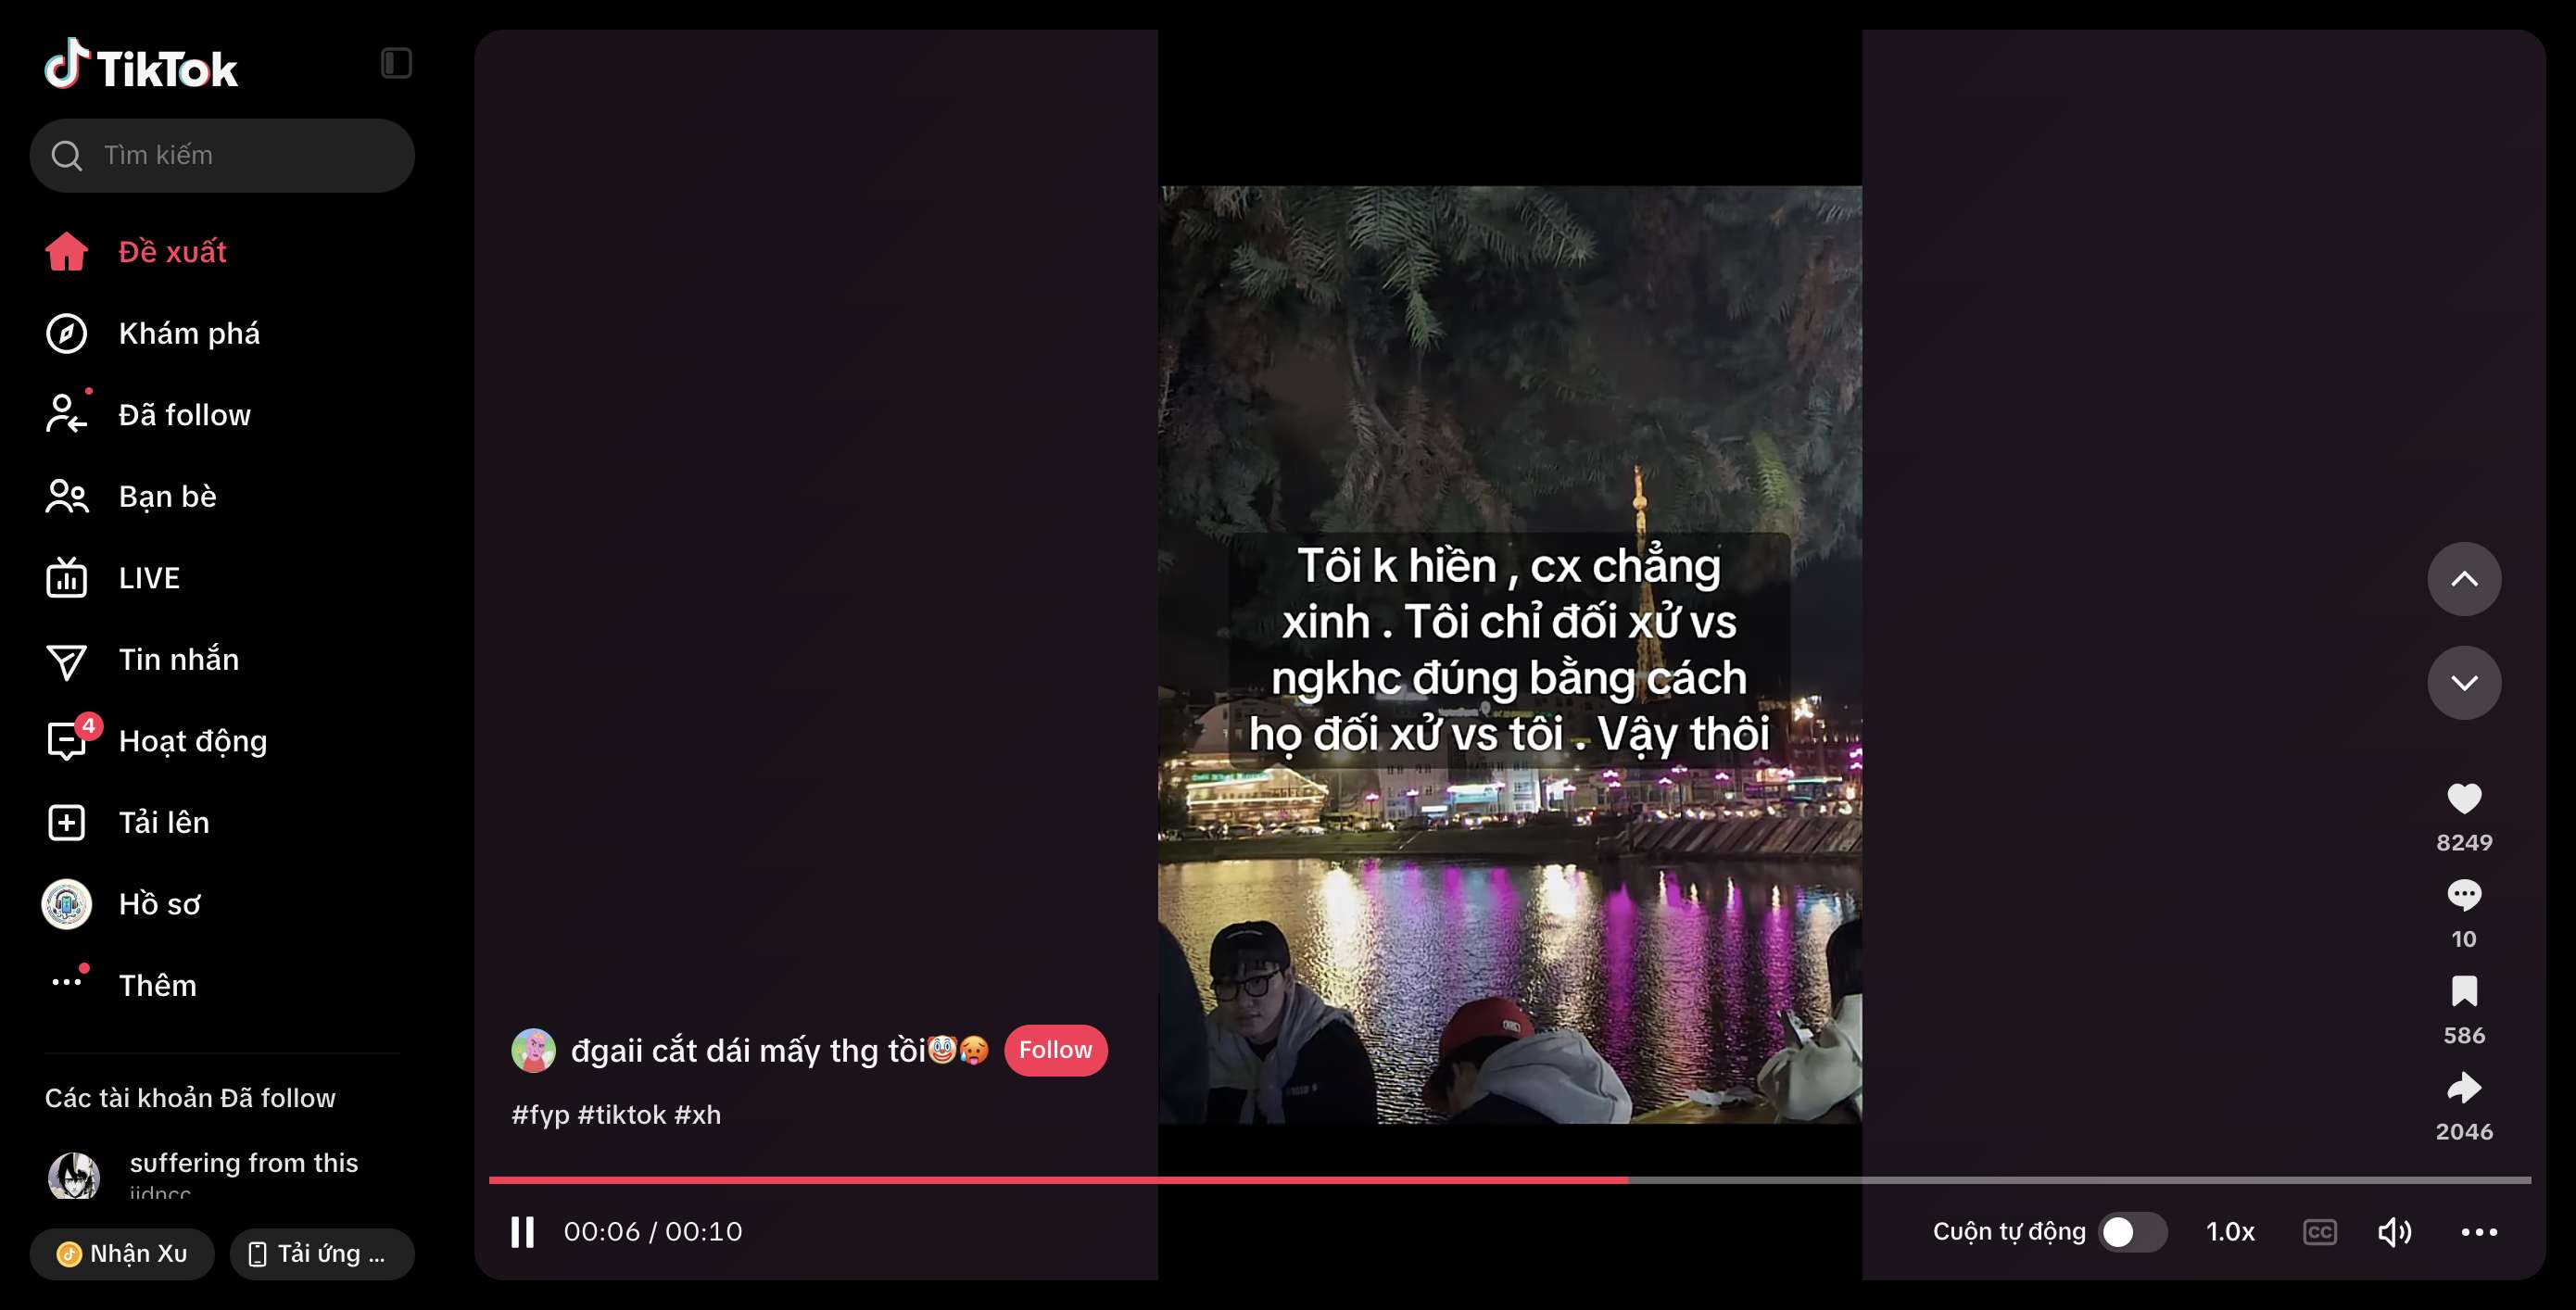 TikTok
Tìm kiếm
Đề xuất
Khám phá
Đã follow
Bạn bè
LIVE
Tin nhắn
4
Hoạt động
Tải lên
Hồ sơ
Thêm
Các tài khoản Đã follow
suffering from this
Nhận Xu
Tải ứng ...
Tôi k hiền , cx chẳng
xinh . Tôi chỉ đối xử vs
ngkhc đúng bằng cách
họ đối xử vs tôi . Vậy thôi
đgaii cắt dái mấy thg tồi🤡🥵 Follow
#fyp #tiktok #xh
00:06 / 00:10
8249
10
586
2046
Cuộn tự động
1.0x
CC